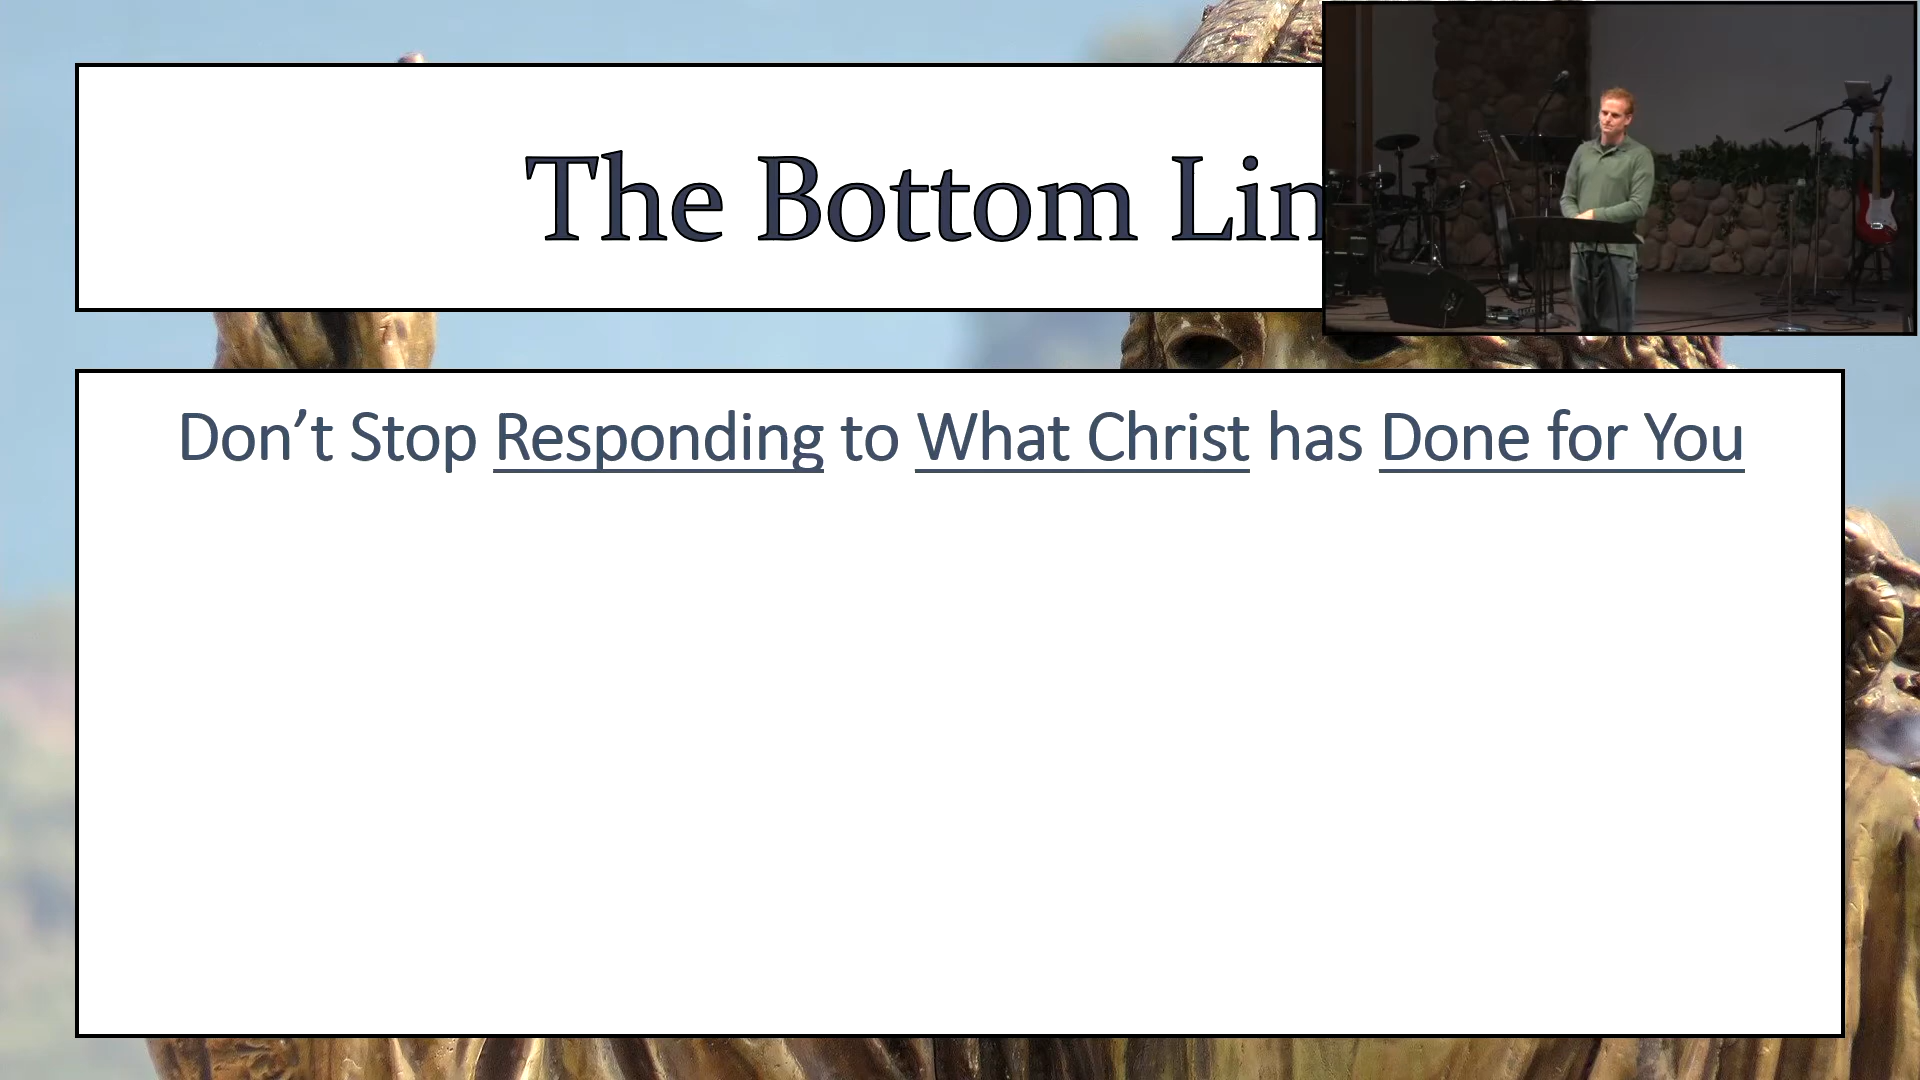 The Bottom Lin
Don’t Stop Responding to What Christ has Done for You